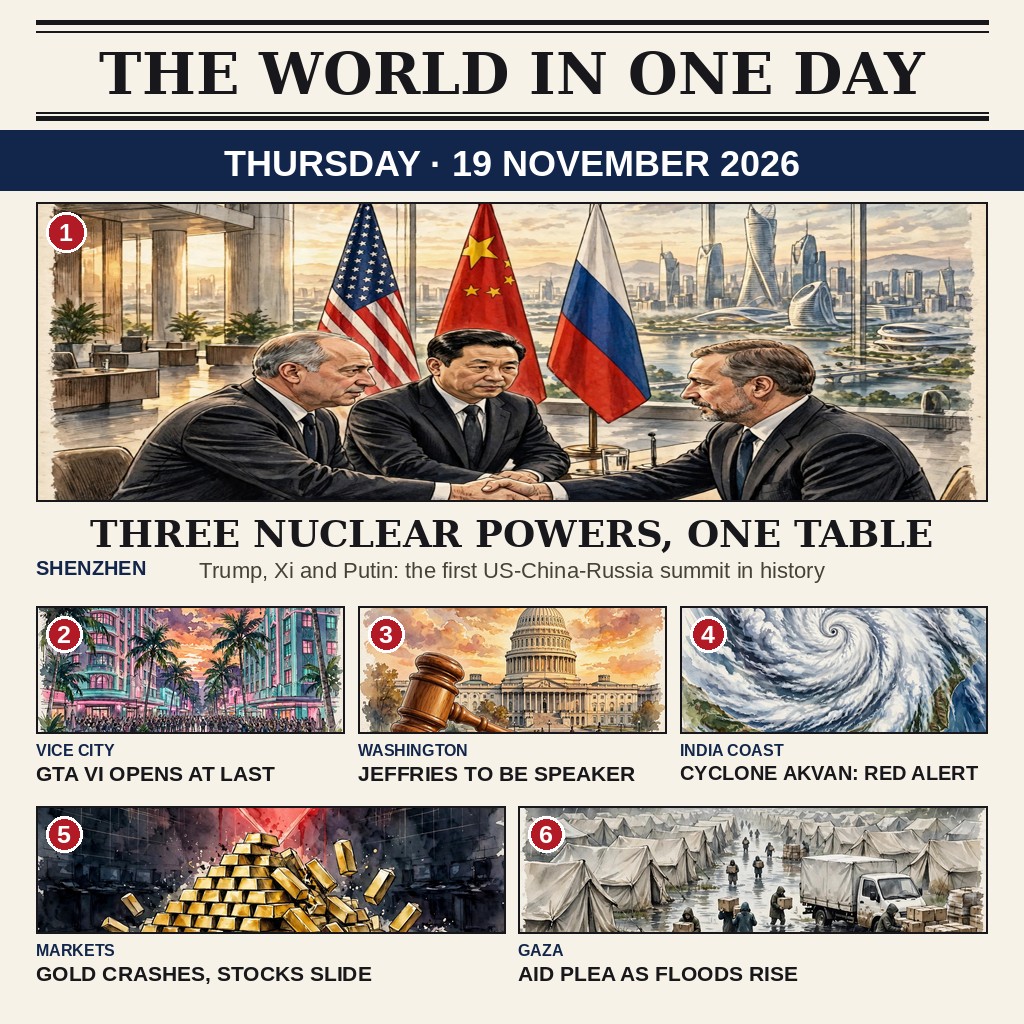 THE WORLD IN ONE DAY
THURSDAY · 19 NOVEMBER 2026
1
THREE NUCLEAR POWERS, ONE TABLE
SHENZHEN
Trump, Xi and Putin: the first US-China-Russia summit in history
2
VICE CITY
GTA VI OPENS AT LAST
3
WASHINGTON
JEFFRIES TO BE SPEAKER
4
INDIA COAST
CYCLONE AKVAN: RED ALERT
5
MARKETS
GOLD CRASHES, STOCKS SLIDE
6
GAZA
AID PLEA AS FLOODS RISE